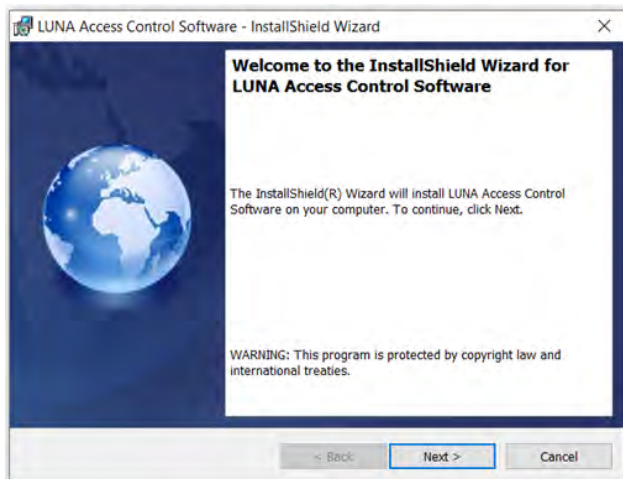 LUNA Access Control Software - InstallShield Wizard
Welcome to the InstallShield Wizard for
LUNA Access Control Software
The InstallShield(R) Wizard will install LUNA Access Control
Software on your computer. To continue, click Next.
WARNING: This program is protected by copyright law and
international treaties.
< Back Next > Cancel